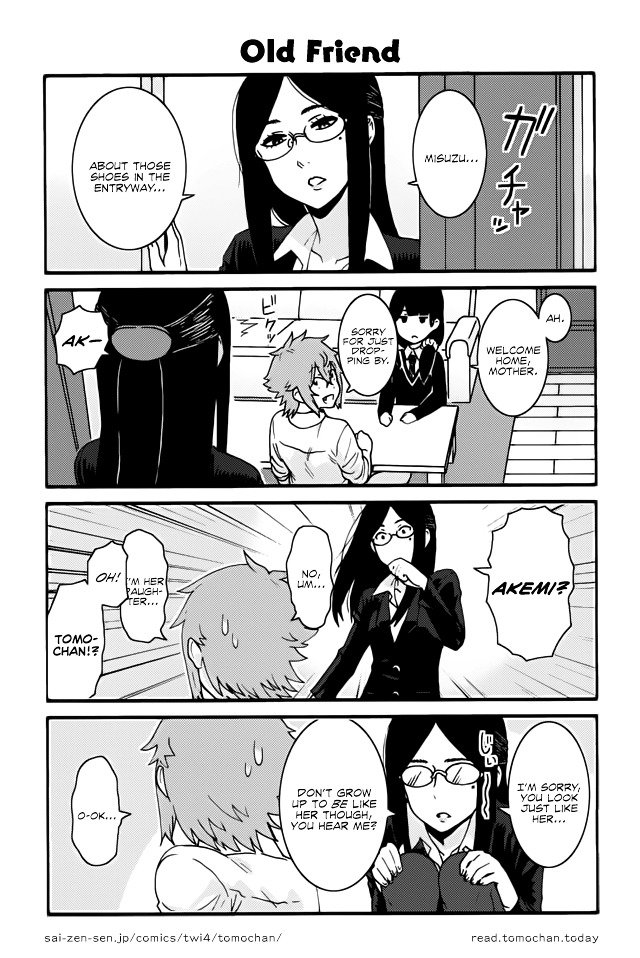 Old Friend
ガチャッ
MISUZU...
ABOUT THOSE
SHOES IN THE
ENTRYWAY...
AH.
WELCOME
HOME,
MOTHER.
SORRY
FOR JUST
DROP-
PING BY.
ビクッ
AK—
AKEMI?
NO,
UM...
I'M HER
DAUGH-
TER...
OH!
TOMO-
CHAN!?
I'M SORRY,
YOU LOOK
JUST LIKE
HER...
じぃ
DON'T GROW
UP TO BE LIKE
HER THOUGH,
YOU HEAR ME?
O-OK...
sai-zen-sen.jp/comics/twi4/tomochan/
read.tomochan.today